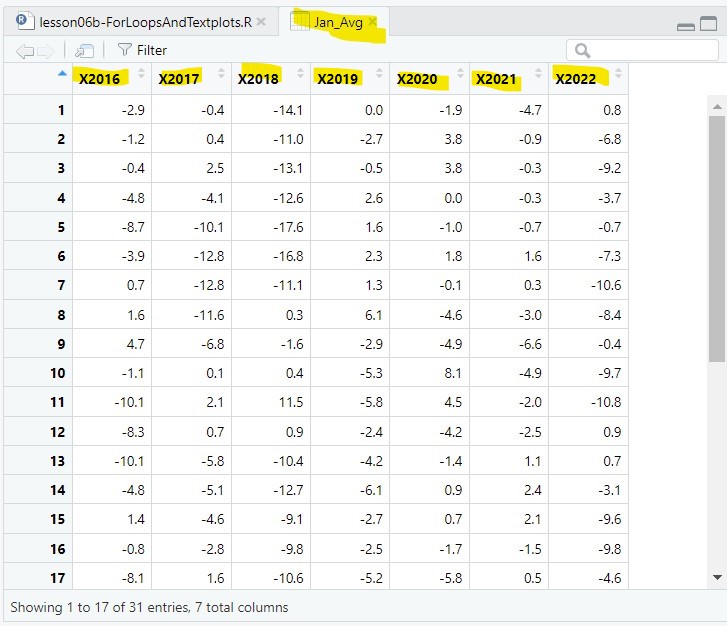 lesson06b-ForLoopsAndTextplots.R Jan_Avg
Filter
X2016 X2017 X2018 X2019 X2020 X2021 X2022
1 -2.9 -0.4 -14.1 0.0 -1.9 -4.7 0.8
2 -1.2 0.4 -11.0 -2.7 3.8 -0.9 -6.8
3 -0.4 2.5 -13.1 -0.5 3.8 -0.3 -9.2
4 -4.8 -4.1 -12.6 2.6 0.0 -0.3 -3.7
5 -8.7 -10.1 -17.6 1.6 -1.0 -0.7 -0.7
6 -3.9 -12.8 -16.8 2.3 1.8 1.6 -7.3
7 0.7 -12.8 -11.1 1.3 -0.1 0.3 -10.6
8 1.6 -11.6 0.3 6.1 -4.6 -3.0 -8.4
9 4.7 -6.8 -1.6 -2.9 -4.9 -6.6 -0.4
10 -1.1 0.1 0.4 -5.3 8.1 -4.9 -9.7
11 -10.1 2.1 11.5 -5.8 4.5 -2.0 -10.8
12 -8.3 0.7 0.9 -2.4 -4.2 -2.5 0.9
13 -10.1 -5.8 -10.4 -4.2 -1.4 1.1 0.7
14 -4.8 -5.1 -12.7 -6.1 0.9 2.4 -3.1
15 1.4 -4.6 -9.1 -2.7 0.7 2.1 -9.6
16 -0.8 -2.8 -9.8 -2.5 -1.7 -1.5 -9.8
17 -8.1 1.6 -10.6 -5.2 -5.8 0.5 -4.6
Showing 1 to 17 of 31 entries, 7 total columns